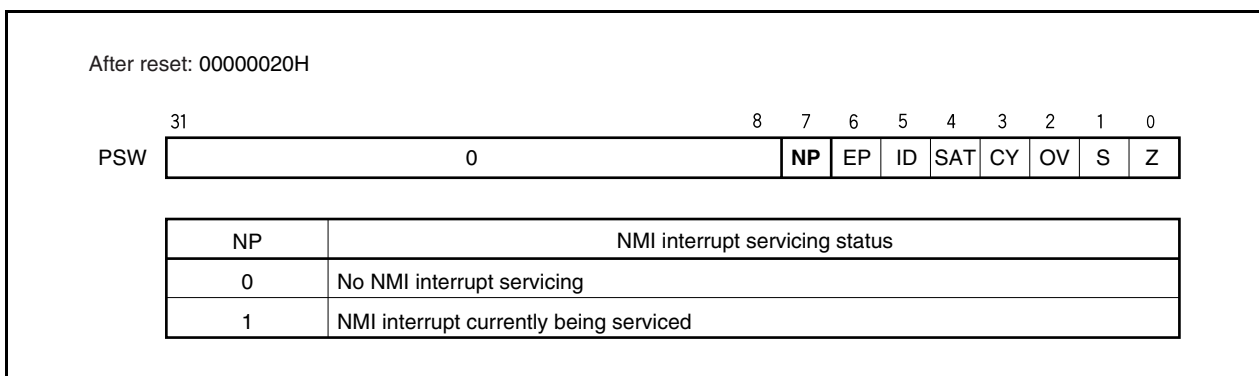 After reset: 00000020H
31 8 7 6 5 4 3 2 1 0
PSW 0 NP EP ID SAT CY OV S Z
NP NMI interrupt servicing status
0 No NMI interrupt servicing
1 NMI interrupt currently being serviced